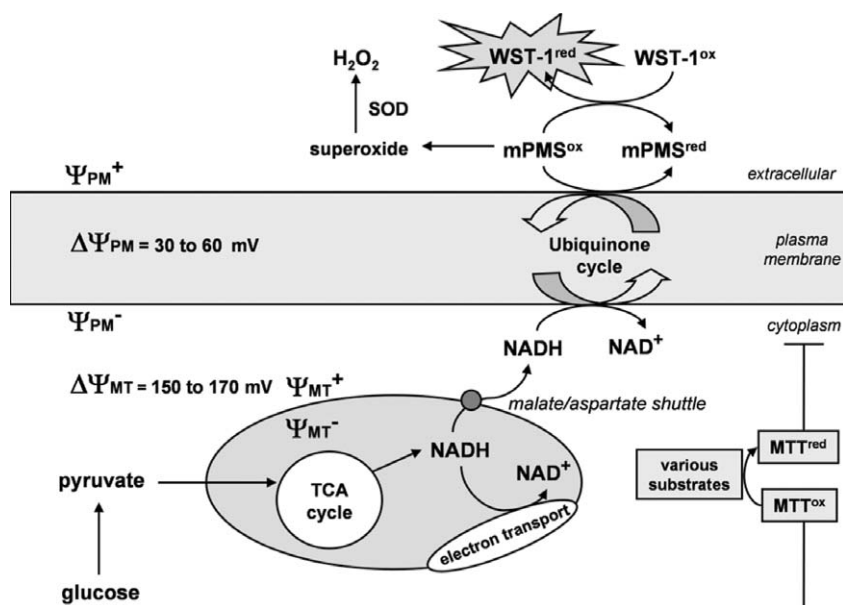 H₂O₂
WST-1ʳᵉᵈ
WST-1ᵒˣ
SOD
superoxide
mPMSᵒˣ
mPMSʳᵉᵈ
Ψ_PM⁺
extracellular
ΔΨ_PM = 30 to 60 mV
Ubiquinone
cycle
plasma
membrane
Ψ_PM⁻
cytoplasm
NADH
NAD⁺
ΔΨ_MT = 150 to 170 mV
Ψ_MT⁺
malate/aspartate shuttle
Ψ_MT⁻
NADH
MTTʳᵉᵈ
pyruvate
TCA
cycle
NAD⁺
various
substrates
MTTᵒˣ
electron transport
glucose